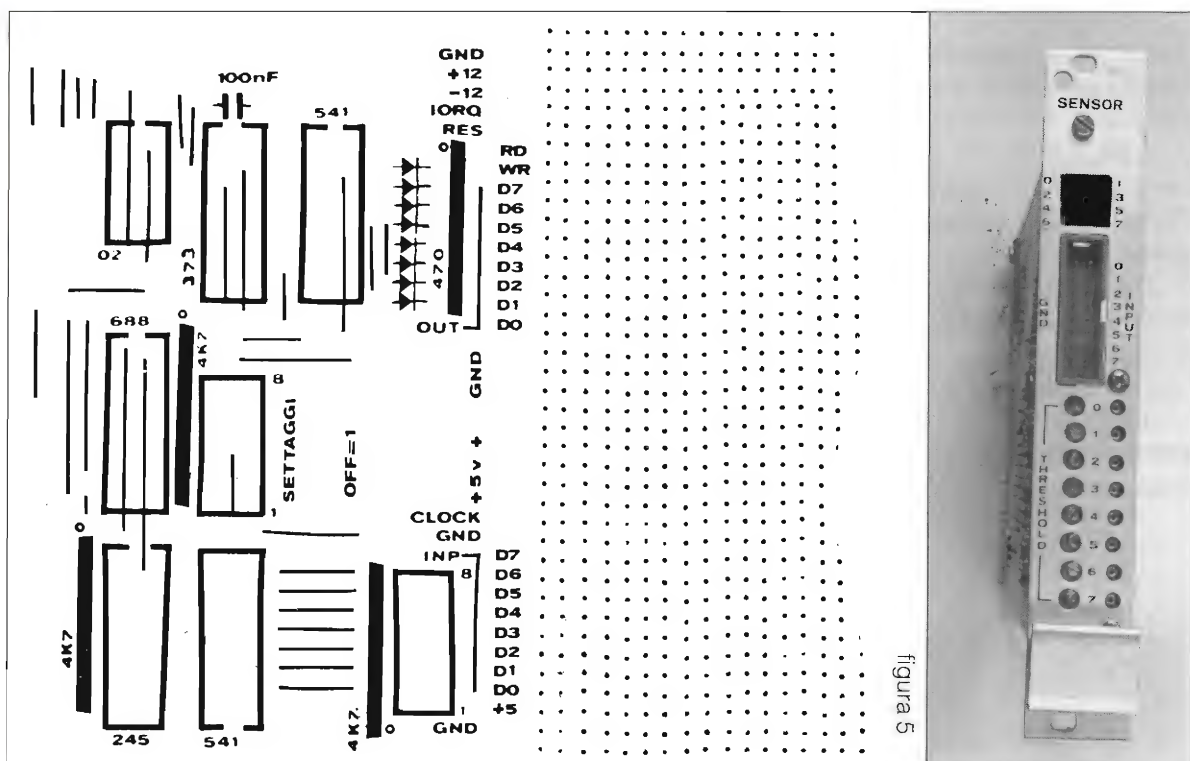 GND
+12
-12
IORQ
RES
RD
WR
D7
D6
D5
D4
D3
D2
D1
D0
OUT
470
100nF
541
373
02
688
4K7
8
SETTAGGI
1
OFF=1
GND
+5v +
CLOCK
GND
INP
D7
D6
D5
D4
D3
D2
D1
D0
+5
GND
8
1
4K7
4K7
245
541
figura 5
SENSOR
0
2
4
6
1
3
5
7
GND
0
1
2
3
4
5
6
7
INPUT
THRESHOLD
0
1
2
3
4
5
6
7